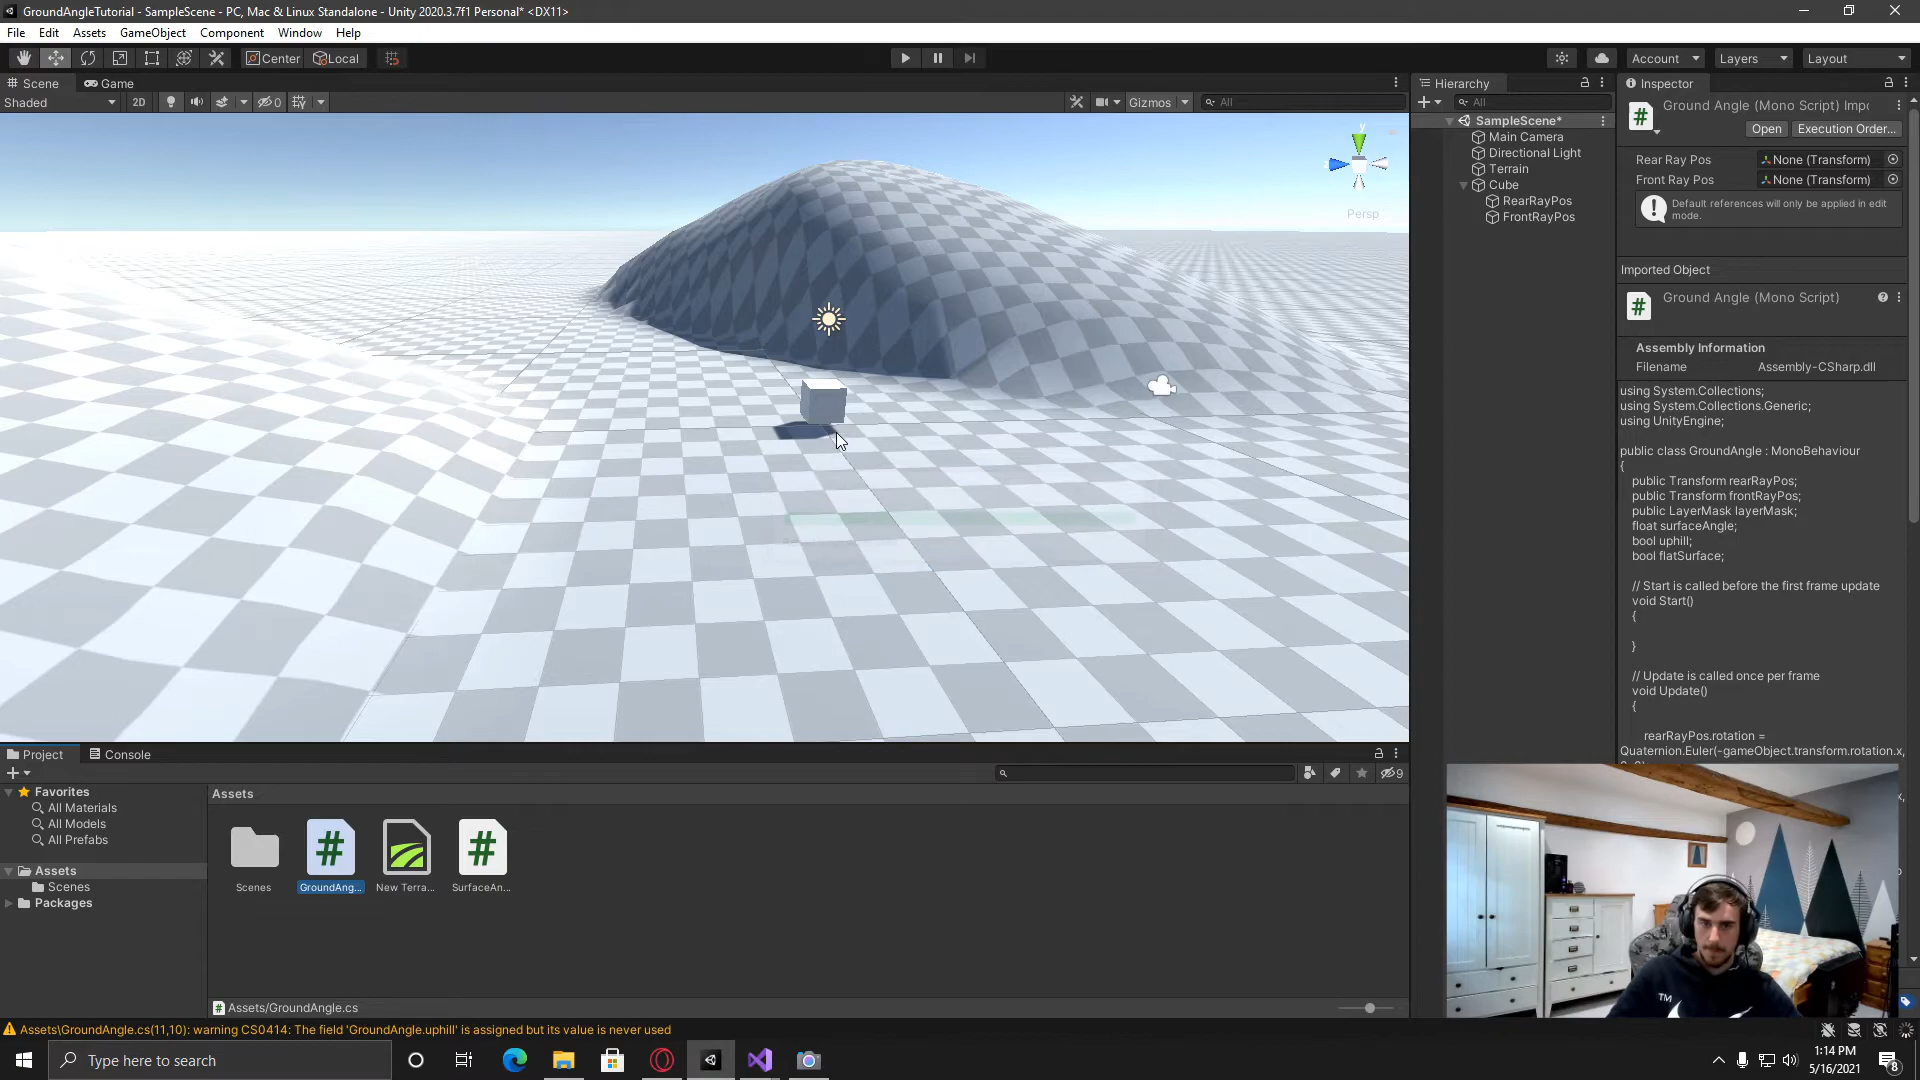 GroundAngleTutorial - SampleScene - PC, Mac & Linux Standalone - Unity 2020.3.7f1 Personal* <DX11>
File Edit Assets GameObject Component Window Help
Center Local Account Layers Layout
Scene Game
Shaded 2D 0 Gizmos All
y
Persp
Hierarchy
All
SampleScene*
Main Camera
Directional Light
Terrain
Cube
RearRayPos
FrontRayPos
Inspector
Ground Angle (Mono Script) Impo
Open Execution Order...
Rear Ray Pos None (Transform)
Front Ray Pos None (Transform)
Default references will only be applied in edit
mode.
Imported Object
Ground Angle (Mono Script)
Assembly Information
Filename Assembly-CSharp.dll
using System.Collections;
using System.Collections.Generic;
using UnityEngine;
public class GroundAngle : MonoBehaviour
{
public Transform rearRayPos;
public Transform frontRayPos;
public LayerMask layerMask;
float surfaceAngle;
bool uphill;
bool flatSurface;
// Start is called before the first frame update
void Start()
{
}
// Update is called once per frame
void Update()
{
rearRayPos.rotation =
Quaternion.Euler(-gameObject.transform.rotation.x,
Project Console
9
Favorites
All Materials
All Models
All Prefabs
Assets
Scenes
Packages
Assets
Scenes GroundAng... New Terra... SurfaceAn...
Assets/GroundAngle.cs
Assets\GroundAngle.cs(11,10): warning CS0414: The field 'GroundAngle.uphill' is assigned but its value is never used
Type here to search
1:14 PM
5/16/2021
8
TM